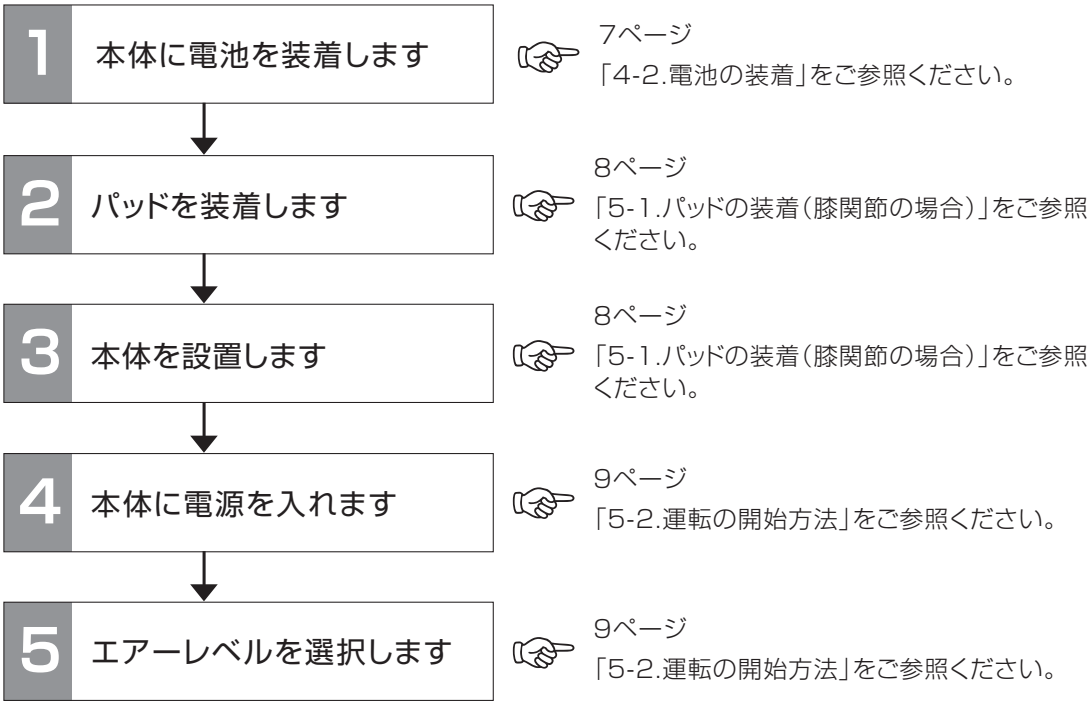 1 本体に電池を装着します
7ページ
「4-2.電池の装着」をご参照ください。
2 パッドを装着します
8ページ
「5-1.パッドの装着(膝関節の場合)」をご参照
ください。
3 本体を設置します
8ページ
「5-1.パッドの装着(膝関節の場合)」をご参照
ください。
4 本体に電源を入れます
9ページ
「5-2.運転の開始方法」をご参照ください。
5 エアーレベルを選択します
9ページ
「5-2.運転の開始方法」をご参照ください。